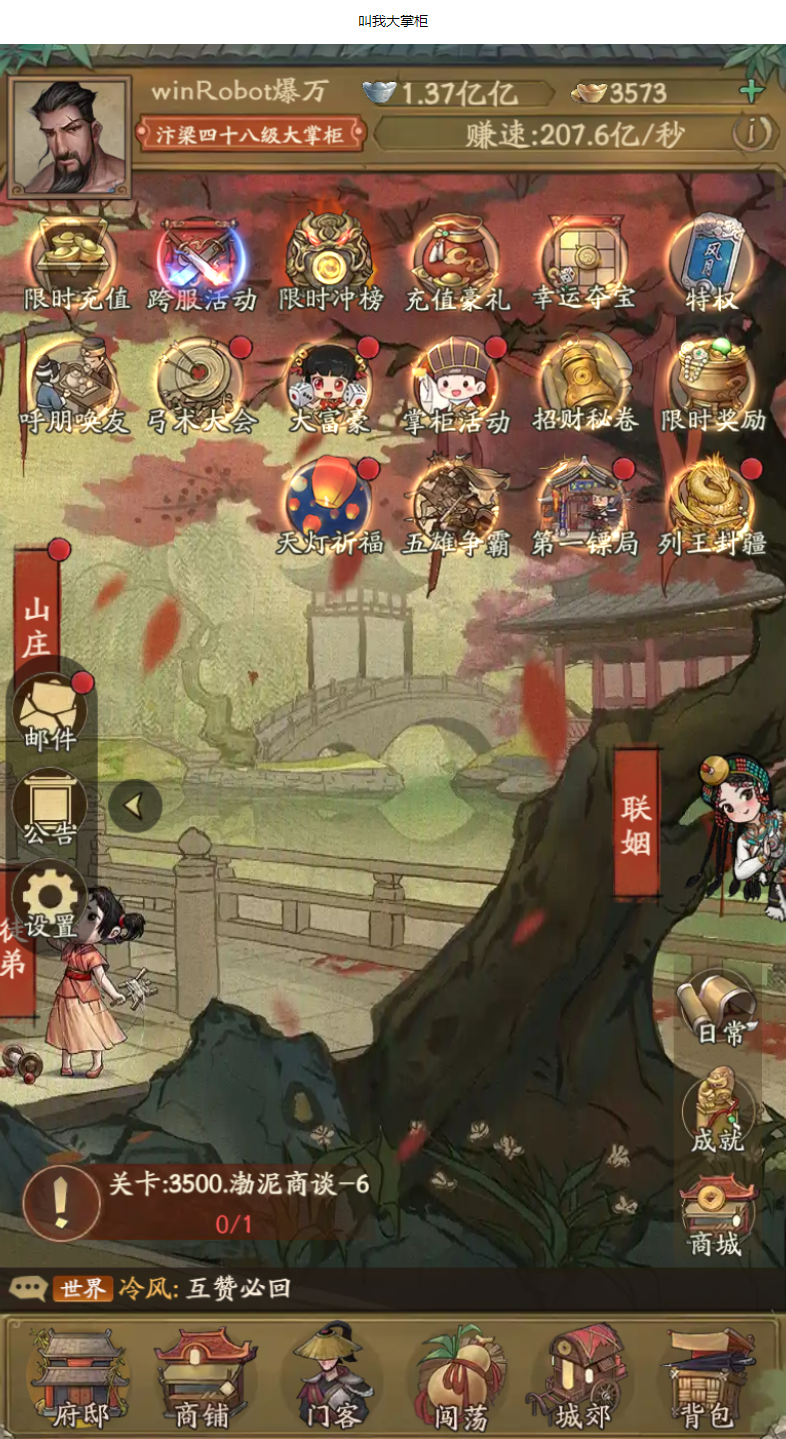 叫我大掌柜
winRobot爆万
1.37亿亿
3573
汴梁四十八级大掌柜
赚速:207.6亿/秒
限时充值
跨服活动
限时冲榜
充值豪礼
幸运夺宝
特权
呼朋唤友
弓术大会
大富豪
掌柜活动
招财秘卷
限时奖励
天灯祈福
五雄争霸
第一镖局
列王封疆
山庄
邮件
公告
设置
徒弟
联姻
日常
成就
商城
关卡:3500.渤泥商谈-6
0/1
世界 冷风: 互赞必回
府邸
商铺
门客
闯荡
城郊
背包